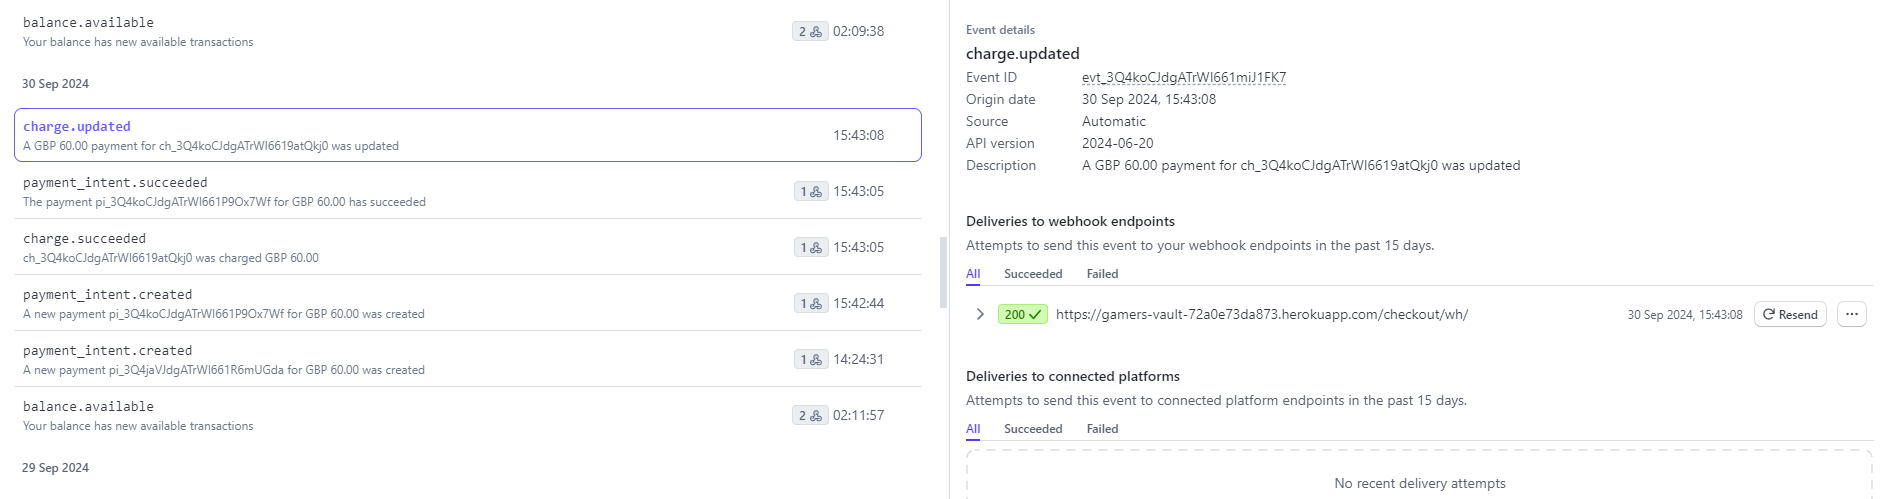 balance.available
Your balance has new available transactions
2 02:09:38
30 Sep 2024
charge.updated
A GBP 60.00 payment for ch_3Q4koCJdgATrWI6619atQkj0 was updated
15:43:08
payment_intent.succeeded
The payment pi_3Q4koCJdgATrWI661P9Ox7Wf for GBP 60.00 has succeeded
1 15:43:05
charge.succeeded
ch_3Q4koCJdgATrWI6619atQkj0 was charged GBP 60.00
1 15:43:05
payment_intent.created
A new payment pi_3Q4koCJdgATrWI661P9Ox7Wf for GBP 60.00 was created
1 15:42:44
payment_intent.created
A new payment pi_3Q4jaVJdgATrWI661R6mUGda for GBP 60.00 was created
1 14:24:31
balance.available
Your balance has new available transactions
2 02:11:57
29 Sep 2024
Event details
charge.updated
Event ID evt_3Q4koCJdgATrWI661miJ1FK7
Origin date 30 Sep 2024, 15:43:08
Source Automatic
API version 2024-06-20
Description A GBP 60.00 payment for ch_3Q4koCJdgATrWI6619atQkj0 was updated
Deliveries to webhook endpoints
Attempts to send this event to your webhook endpoints in the past 15 days.
All Succeeded Failed
200 https://gamers-vault-72a0e73da873.herokuapp.com/checkout/wh/ 30 Sep 2024, 15:43:08 Resend
Deliveries to connected platforms
Attempts to send this event to connected platform endpoints in the past 15 days.
All Succeeded Failed
No recent delivery attempts